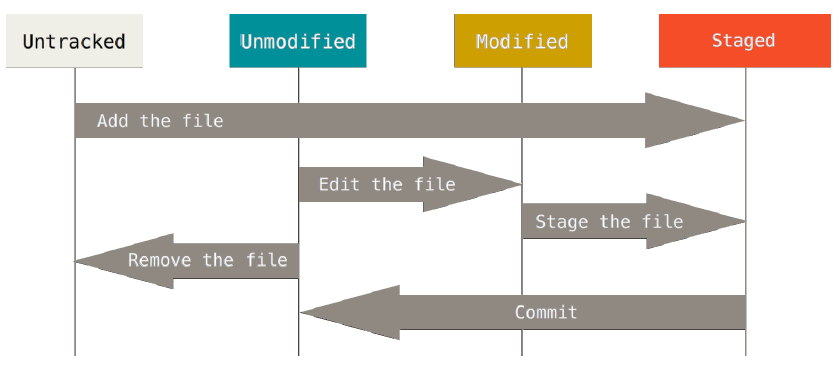 Untracked
Unmodified
Modified
Staged
Add the file
Edit the file
Stage the file
Remove the file
Commit